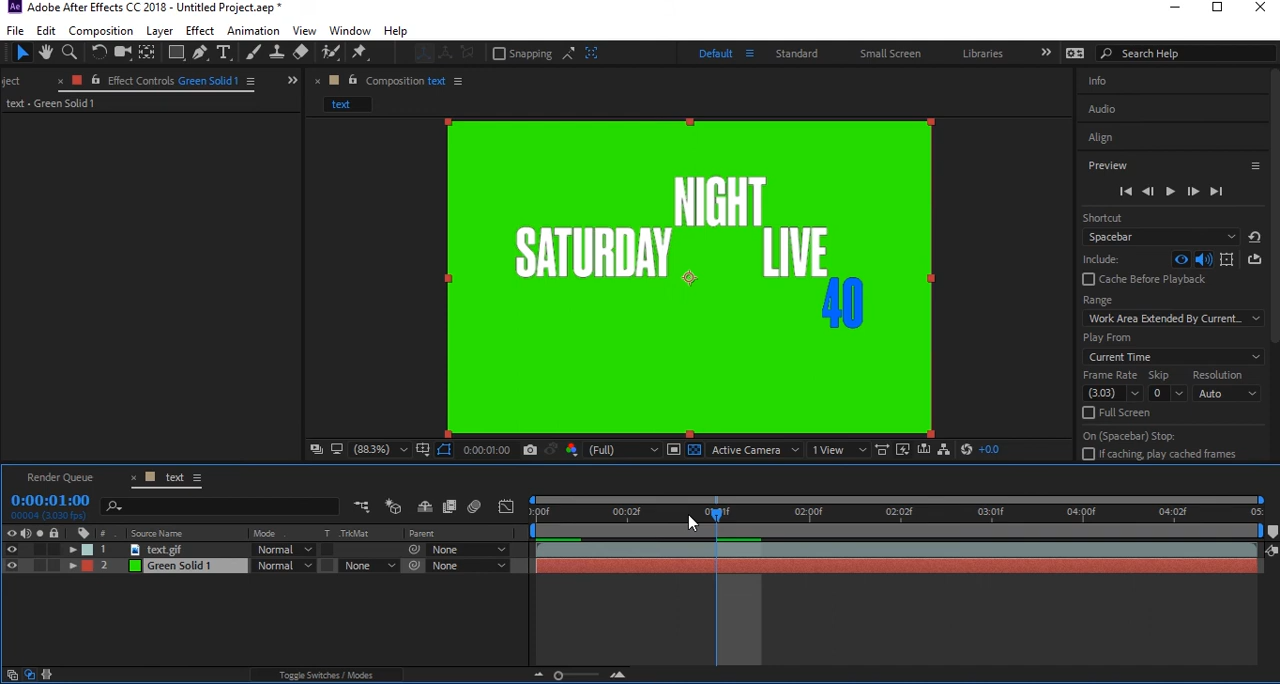 Ae Adobe After Effects CC 2018 - Untitled Project.aep *
File Edit Composition Layer Effect Animation View Window Help
Snapping
Default Standard Small Screen Libraries
Search Help
ject Effect Controls Green Solid 1
text • Green Solid 1
Composition text
text
NIGHT
SATURDAY LIVE
40
(88.3%) 0:00:01:00 (Full) Active Camera 1 View +0.0
Info
Audio
Align
Preview
Shortcut
Spacebar
Include:
Cache Before Playback
Range
Work Area Extended By Current...
Play From
Current Time
Frame Rate Skip Resolution
(3.03) 0 Auto
Full Screen
On (Spacebar) Stop:
If caching, play cached frames
Render Queue text
0:00:01:00
00004 (3.030 fps)
# Source Name Mode T .TrkMat Parent
1 text.gif Normal None
2 Green Solid 1 Normal None None
):00f 00:02f 01:01f 02:00f 02:02f 03:01f 04:00f 04:02f 05:
Toggle Switches / Modes